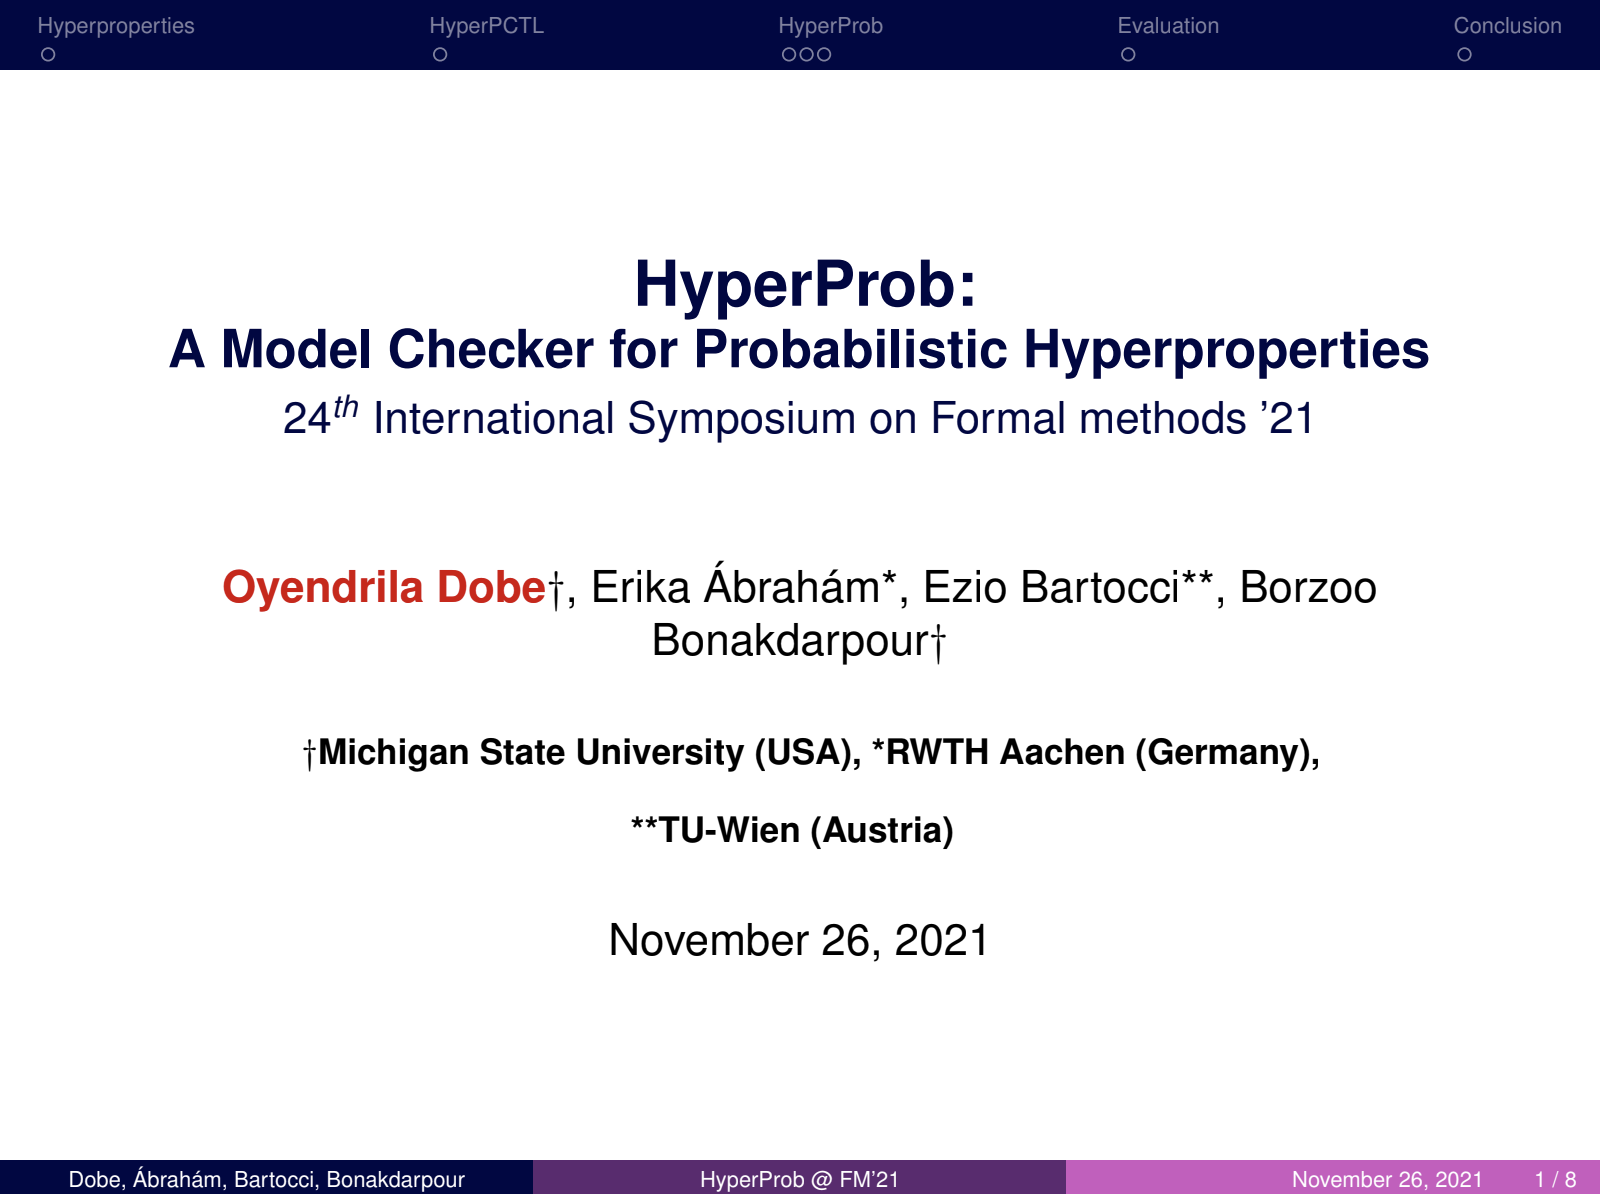 Hyperproperties HyperPCTL HyperProb Evaluation Conclusion
HyperProb:
A Model Checker for Probabilistic Hyperproperties
24th International Symposium on Formal methods ’21
Oyendrila Dobe†, Erika Ábrahám*, Ezio Bartocci**, Borzoo
Bonakdarpour†
†Michigan State University (USA), *RWTH Aachen (Germany),
**TU-Wien (Austria)
November 26, 2021
Dobe, Ábrahám, Bartocci, Bonakdarpour HyperProb @ FM’21 November 26, 2021 1 / 8